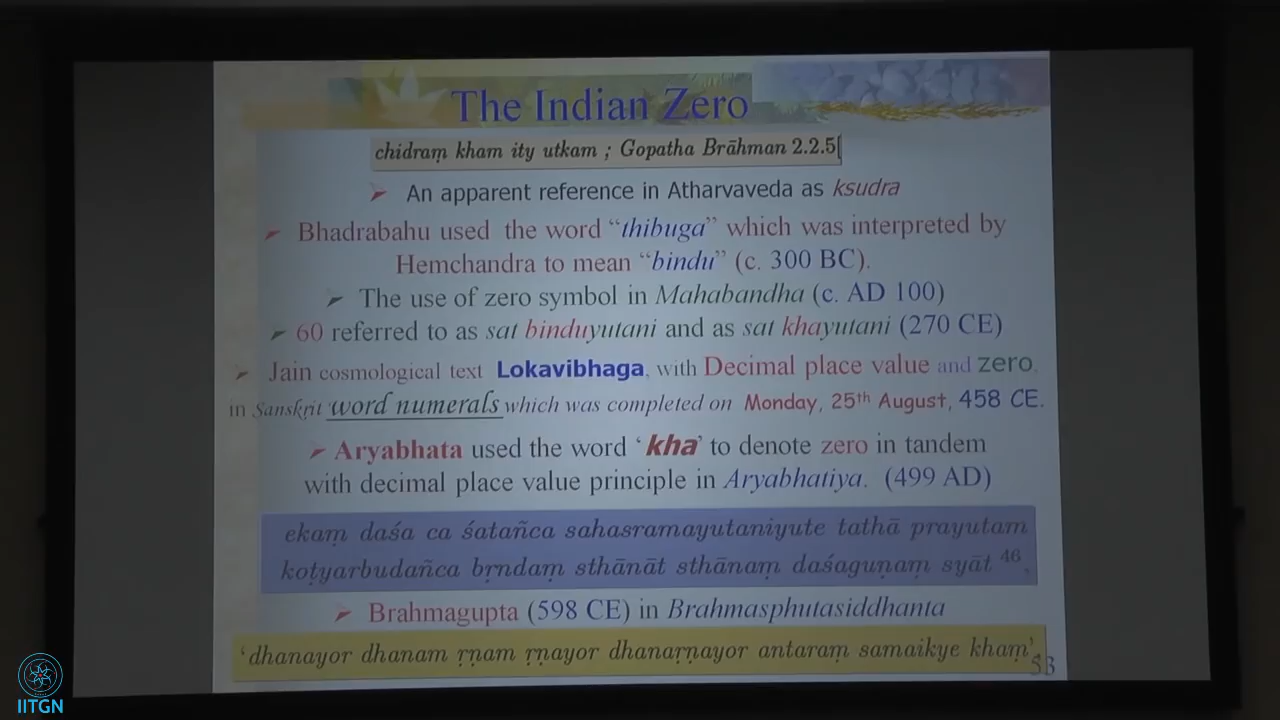 The Indian Zero
chidraṃ kham ity utkam ; Gopatha Brāhman 2.2.5[
➢ An apparent reference in Atharvaveda as ksudra
➢ Bhadrabahu used the word “thibuga” which was interpreted by
Hemchandra to mean “bindu” (c. 300 BC).
➢ The use of zero symbol in Mahabandha (c. AD 100)
➢ 60 referred to as sat binduyutani and as sat khayutani (270 CE)
➢ Jain cosmological text Lokavibhaga, with Decimal place value and zero,
in Sanskṛit word numerals which was completed on Monday, 25th August, 458 CE.
➢ Aryabhata used the word ‘kha’ to denote zero in tandem
with decimal place value principle in Aryabhatiya. (499 AD)
ekaṃ daśa ca śatañca sahasramayutaniyute tathā prayutam
koṭyarbudañca bṛndaṃ sthānāt sthānaṃ daśaguṇaṃ syāt 46,
➢ Brahmagupta (598 CE) in Brahmasphutasiddhanta
‘dhanayor dhanam ṛṇam ṛṇayor dhanaṛṇayor antaraṃ samaikye khaṃ’.
53
IITGN